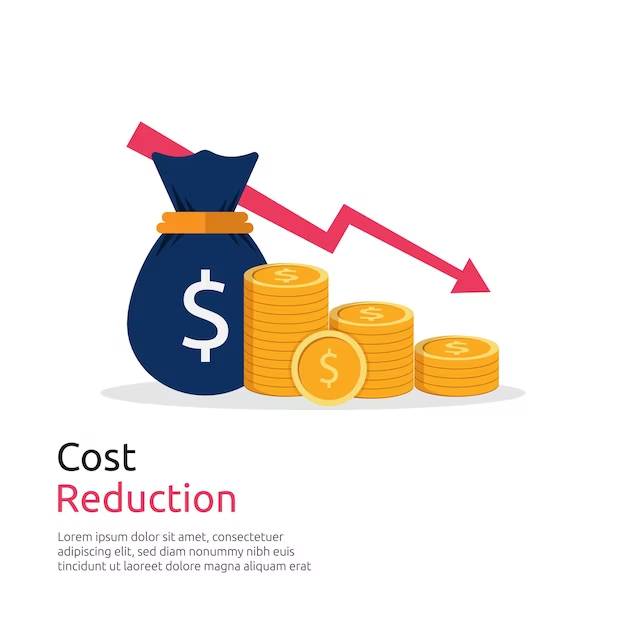 $
$
$
$
$
Cost
Reduction
Lorem ipsum dolor sit amet, consectetuer
adipiscing elit, sed diam nonummy nibh euis
tincidunt ut laoreet dolore magna aliquam erat